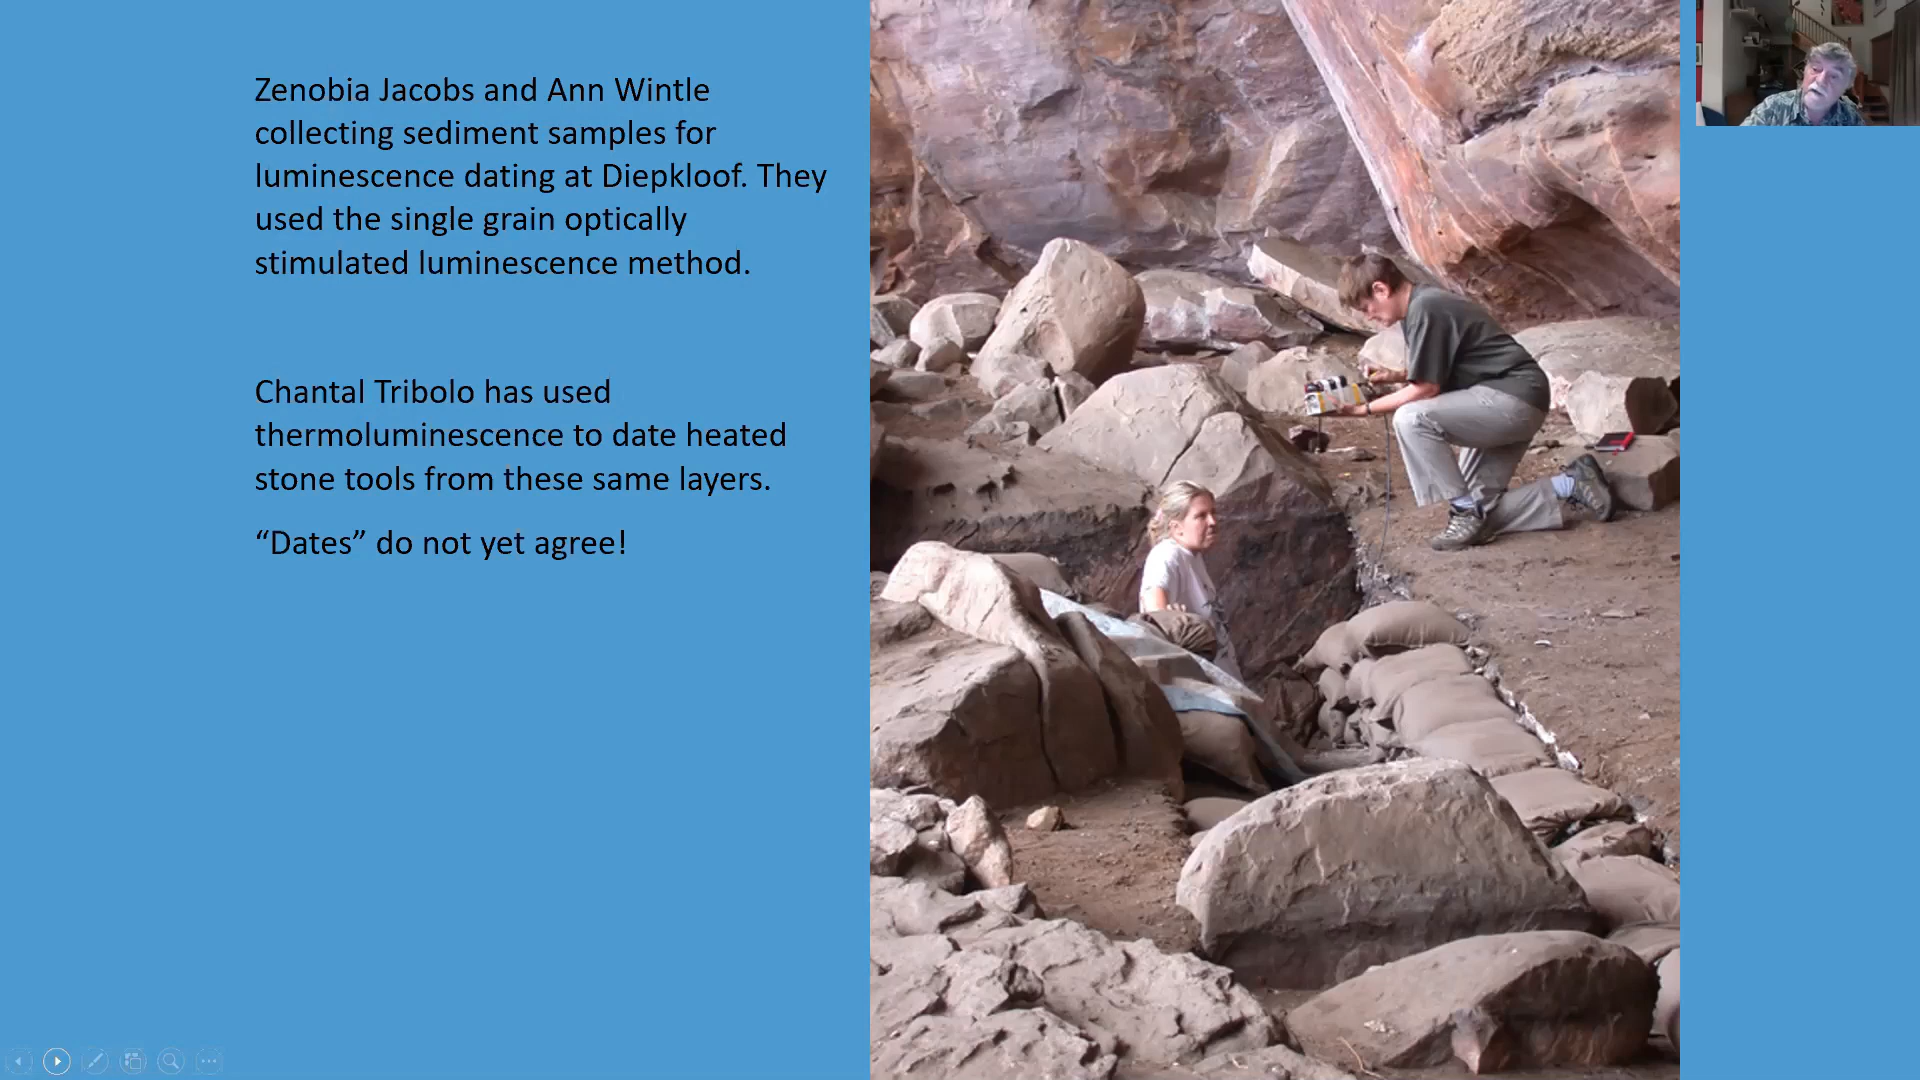 Zenobia Jacobs and Ann Wintle
collecting sediment samples for
luminescence dating at Diepkloof. They
used the single grain optically
stimulated luminescence method.
Chantal Tribolo has used
thermoluminescence to date heated
stone tools from these same layers.
“Dates” do not yet agree!